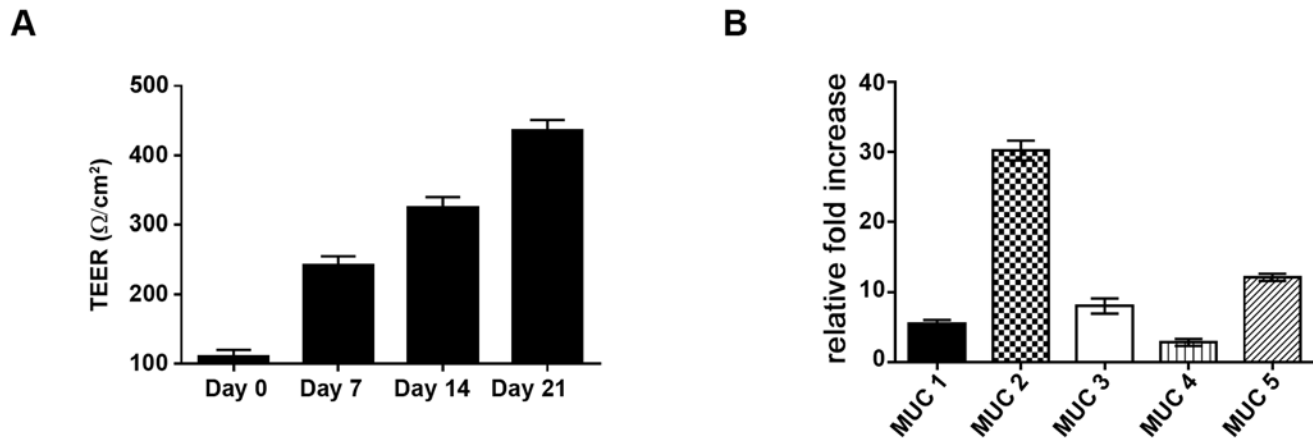 A
TEER (Ω/cm²)
500
400
300
200
100
Day 0 Day 7 Day 14 Day 21
B
relative fold increase
40
30
20
10
0
MUC 1 MUC 2 MUC 3 MUC 4 MUC 5